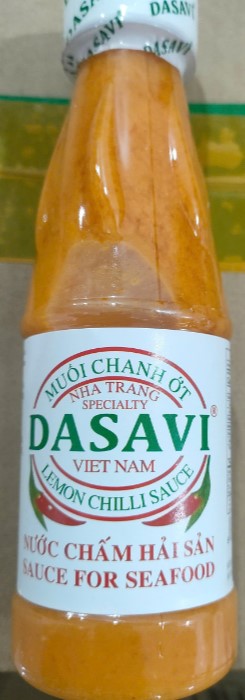 DASAVI
DASAVI
MUỐI CHANH ỚT
NHA TRANG
SPECIALTY
DASAVI®
VIET NAM
LEMON CHILLI SAUCE
NƯỚC CHẤM HẢI SẢN
SAUCE FOR SEAFOOD